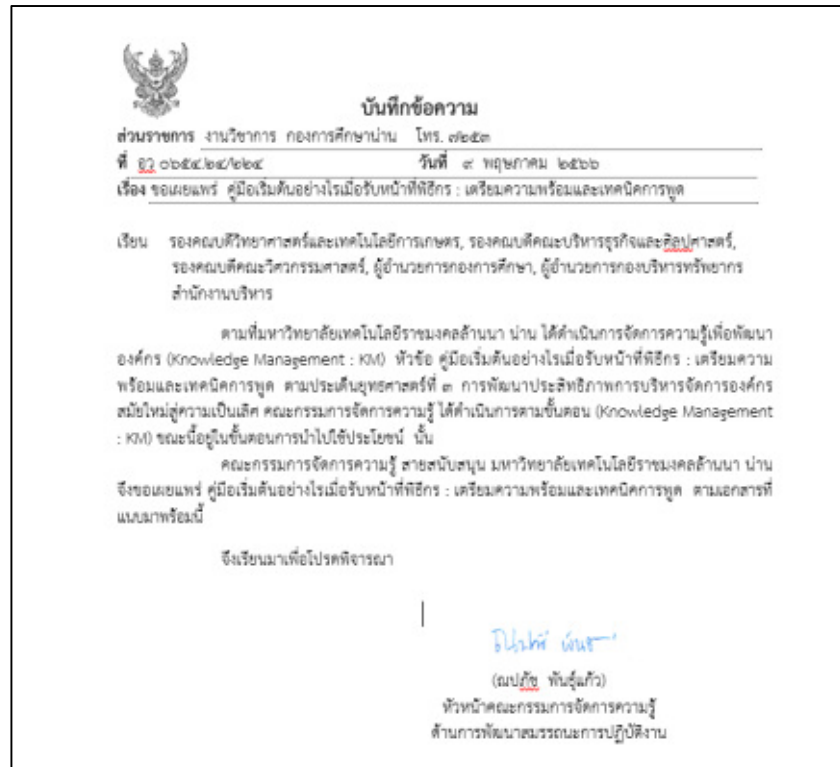 บันทึกข้อความ
ส่วนราชการ งานวิชาการ กองการศึกษาน่าน โทร. ๗๒๕๓
ที่ อว ๐๖๕๔.๒๔/๒๒๔ วันที่ ๙ พฤษภาคม ๒๕๖๖
เรื่อง ขอเผยแพร่ คู่มือเริ่มต้นอย่างไรเมื่อรับหน้าที่พิธีกร : เตรียมความพร้อมและเทคนิคการพูด
เรียน รองคณบดีวิทยาศาสตร์และเทคโนโลยีการเกษตร, รองคณบดีคณะบริหารธุรกิจและศิลปศาสตร์,
รองคณบดีคณะวิศวกรรมศาสตร์, ผู้อำนวยการกองการศึกษา, ผู้อำนวยการกองบริหารทรัพยากร
สำนักงานบริหาร
ตามที่มหาวิทยาลัยเทคโนโลยีราชมงคลล้านนา น่าน ได้ดำเนินการจัดการความรู้เพื่อพัฒนา
องค์กร (Knowledge Management : KM) หัวข้อ คู่มือเริ่มต้นอย่างไรเมื่อรับหน้าที่พิธีกร : เตรียมความ
พร้อมและเทคนิคการพูด ตามประเด็นยุทธศาสตร์ที่ ๓ การพัฒนาประสิทธิภาพการบริหารจัดการองค์กร
สมัยใหม่สู่ความเป็นเลิศ คณะกรรมการจัดการความรู้ ได้ดำเนินการตามขั้นตอน (Knowledge Management
: KM) ขณะนี้อยู่ในขั้นตอนการนำไปใช้ประโยชน์ นั้น
คณะกรรมการจัดการความรู้ สายสนับสนุน มหาวิทยาลัยเทคโนโลยีราชมงคลล้านนา น่าน
จึงขอเผยแพร่ คู่มือเริ่มต้นอย่างไรเมื่อรับหน้าที่พิธีกร : เตรียมความพร้อมและเทคนิคการพูด ตามเอกสารที่
แนบมาพร้อมนี้
จึงเรียนมาเพื่อโปรดพิจารณา
(ณปภัช พันธุ์แก้ว)
หัวหน้าคณะกรรมการจัดการความรู้
ด้านการพัฒนาสมรรถนะการปฏิบัติงาน